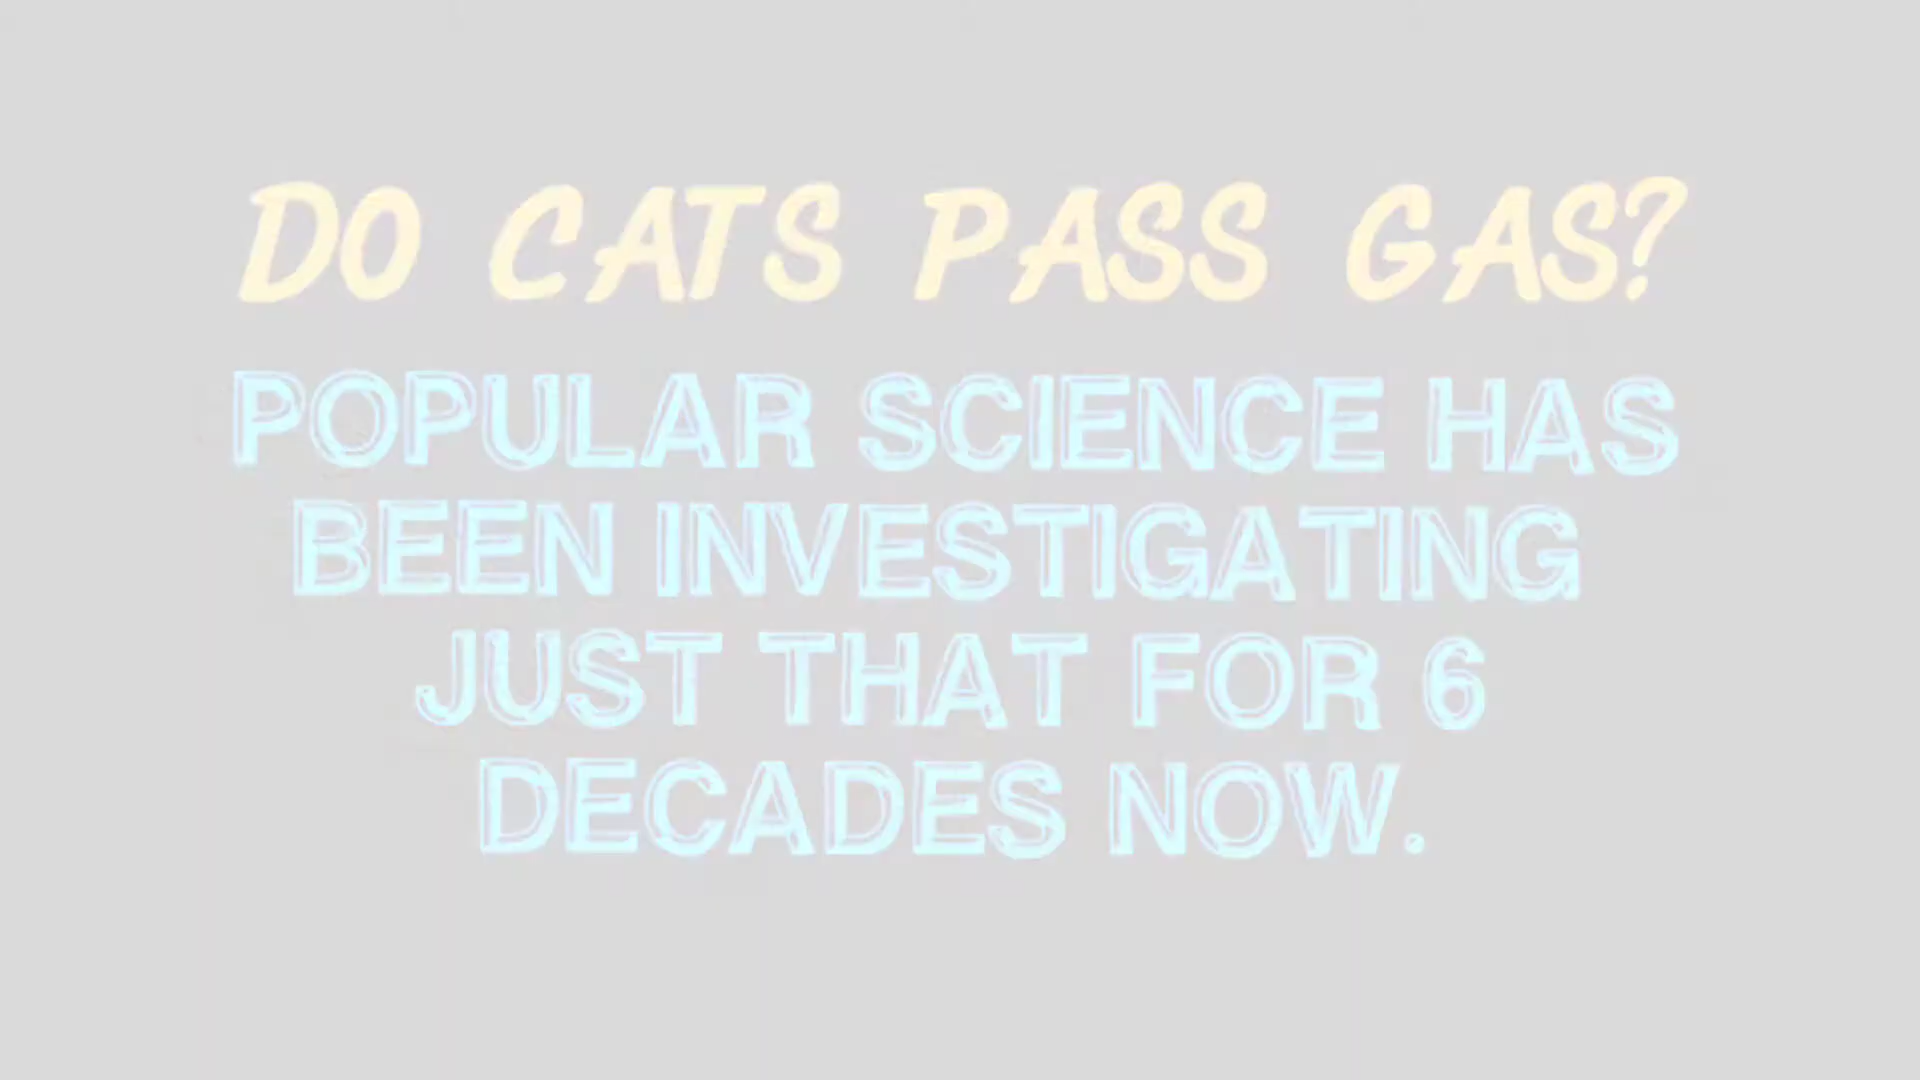 DO CATS PASS GAS?
POPULAR SCIENCE HAS
BEEN INVESTIGATING
JUST THAT FOR 6
DECADES NOW.